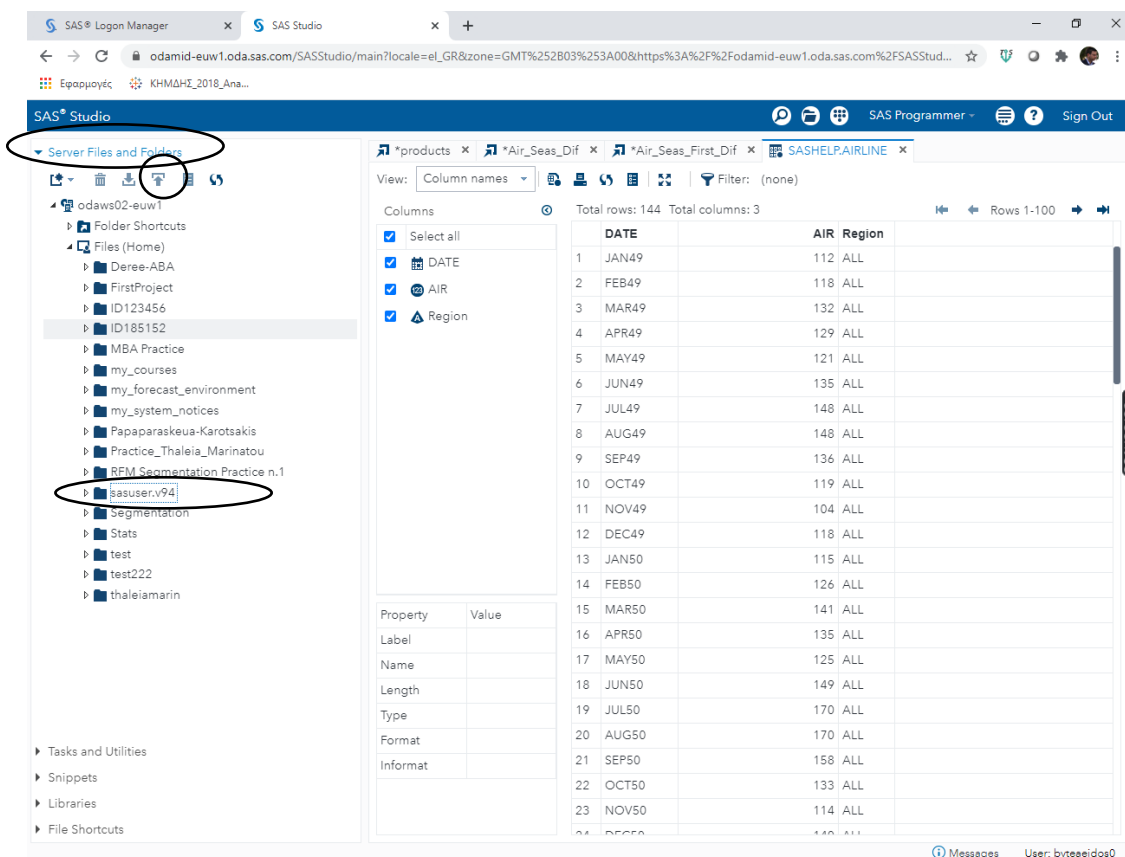 SAS® Logon Manager
SAS Studio
odamid-euw1.oda.sas.com/SASStudio/main?locale=el_GR&zone=GMT%252B03%253A00&https%3A%2F%2Fodamid-euw1.oda.sas.com%2FSASStud...
Εφαρμογές ΚΗΜΔΗΣ_2018_Ana...
SAS® Studio SAS Programmer Sign Out
Server Files and Folders
odaws02-euw1
Folder Shortcuts
Files (Home)
Deree-ABA
FirstProject
ID123456
ID185152
MBA Practice
my_courses
my_forecast_environment
my_system_notices
Papaparaskeua-Karotsakis
Practice_Thaleia_Marinatou
RFM Segmentation Practice n.1
sasuser.v94
Segmentation
Stats
test
test222
thaleiamarin
Tasks and Utilities
Snippets
Libraries
File Shortcuts
*products *Air_Seas_Dif *Air_Seas_First_Dif SASHELP.AIRLINE
View: Column names Filter: (none)
Columns
Select all
DATE
AIR
Region
Property Value
Label
Name
Length
Type
Format
Informat
Total rows: 144 Total columns: 3 Rows 1-100
DATE AIR Region
1 JAN49 112 ALL
2 FEB49 118 ALL
3 MAR49 132 ALL
4 APR49 129 ALL
5 MAY49 121 ALL
6 JUN49 135 ALL
7 JUL49 148 ALL
8 AUG49 148 ALL
9 SEP49 136 ALL
10 OCT49 119 ALL
11 NOV49 104 ALL
12 DEC49 118 ALL
13 JAN50 115 ALL
14 FEB50 126 ALL
15 MAR50 141 ALL
16 APR50 135 ALL
17 MAY50 125 ALL
18 JUN50 149 ALL
19 JUL50 170 ALL
20 AUG50 170 ALL
21 SEP50 158 ALL
22 OCT50 133 ALL
23 NOV50 114 ALL
24 DEC50 140 ALL
Messages User: byteaeidos0